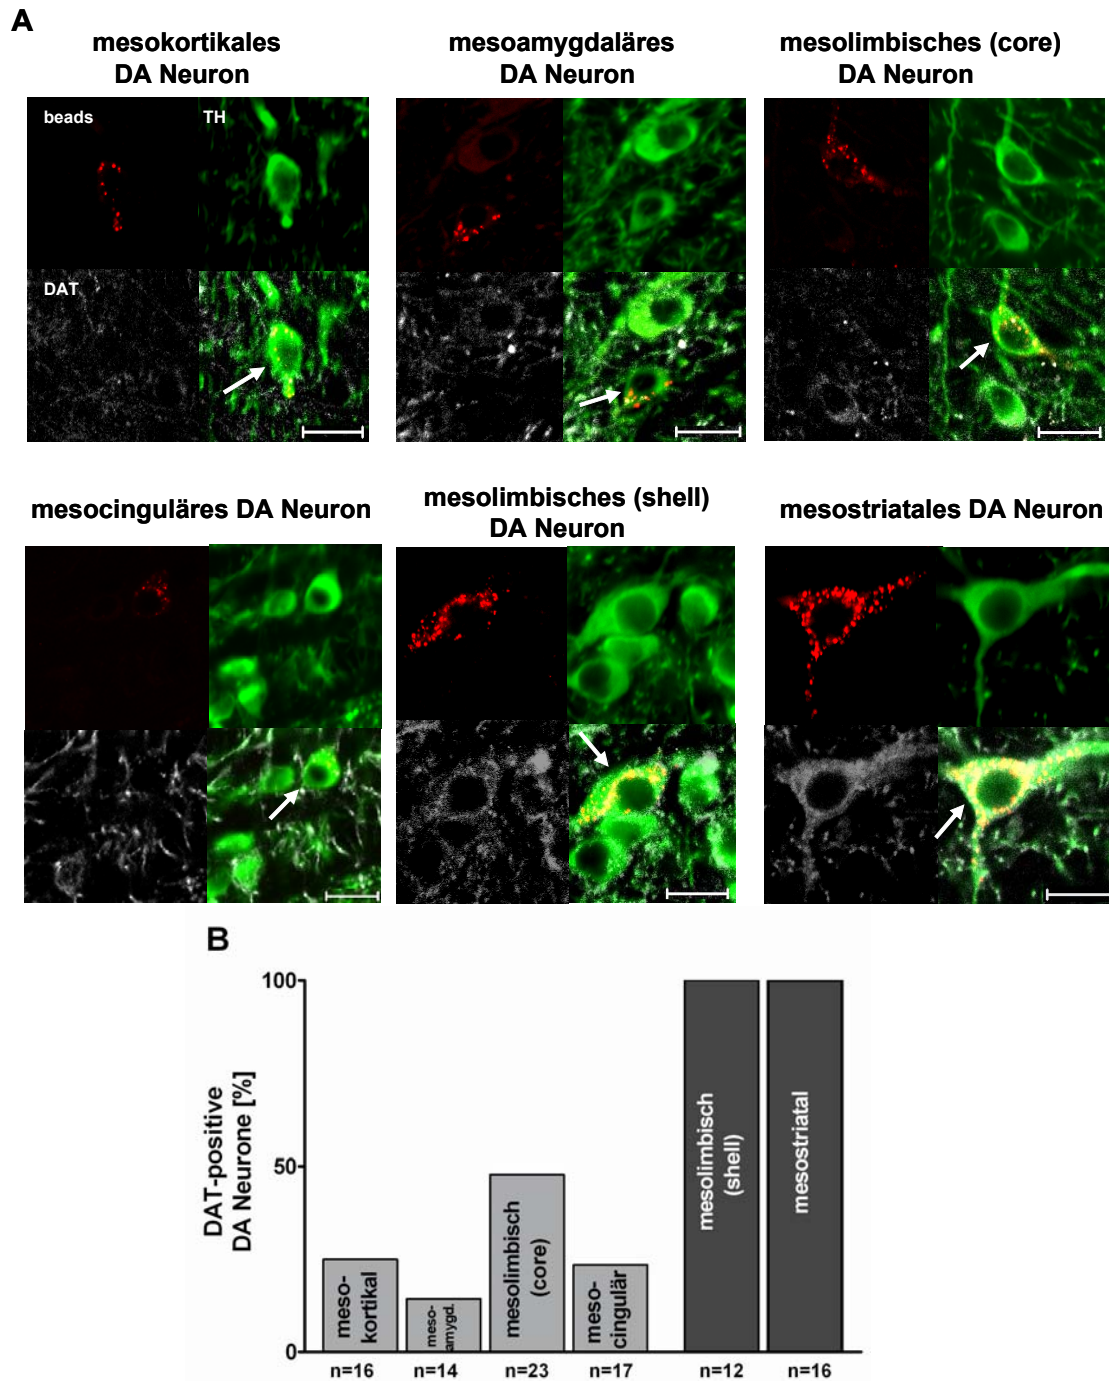 A
mesokortikales
DA Neuron
mesoamygdaläres
DA Neuron
mesolimbisches (core)
DA Neuron
beads
TH
DAT
mesocinguläres DA Neuron
mesolimbisches (shell)
DA Neuron
mesostriatales DA Neuron
B
DAT-positive
DA Neurone [%]
100
50
0
meso-
kortikal
meso-
amygd.
mesolimbisch
(core)
meso-
cingulär
mesolimbisch
(shell)
mesostriatal
n=16
n=14
n=23
n=17
n=12
n=16